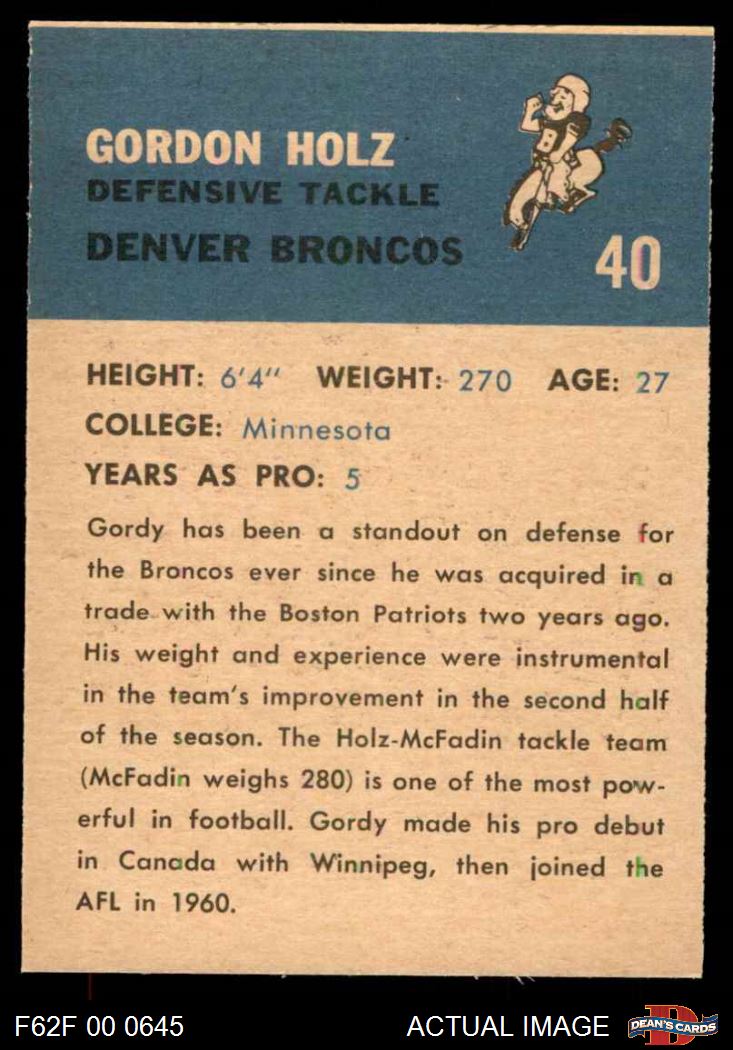 GORDON HOLZ
DEFENSIVE TACKLE
DENVER BRONCOS
40
HEIGHT: 6'4" WEIGHT: 270 AGE: 27
COLLEGE: Minnesota
YEARS AS PRO: 5
Gordy has been a standout on defense for
the Broncos ever since he was acquired in a
trade with the Boston Patriots two years ago.
His weight and experience were instrumental
in the team's improvement in the second half
of the season. The Holz-McFadin tackle team
(McFadin weighs 280) is one of the most pow-
erful in football. Gordy made his pro debut
in Canada with Winnipeg, then joined the
AFL in 1960.
F62F 00 0645 ACTUAL IMAGE D DEAN'S CARDS